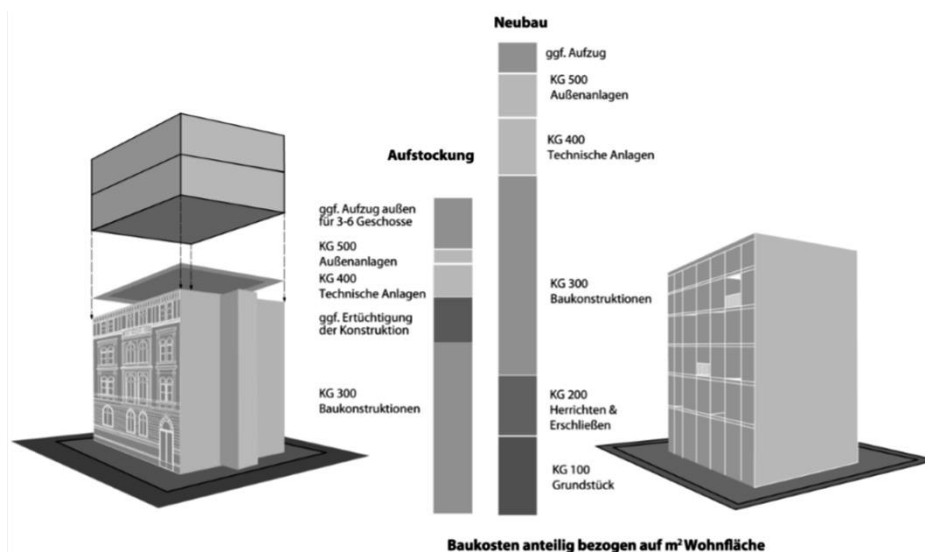 Neubau
ggf. Aufzug
KG 500
Außenanlagen
KG 400
Technische Anlagen
KG 300
Baukonstruktionen
KG 200
Herrichten &
Erschließen
KG 100
Grundstück
Aufstockung
ggf. Aufzug außen
für 3-6 Geschosse
KG 500
Außenanlagen
KG 400
Technische Anlagen
ggf. Ertüchtigung
der Konstruktion
KG 300
Baukonstruktionen
Baukosten anteilig bezogen auf m² Wohnfläche